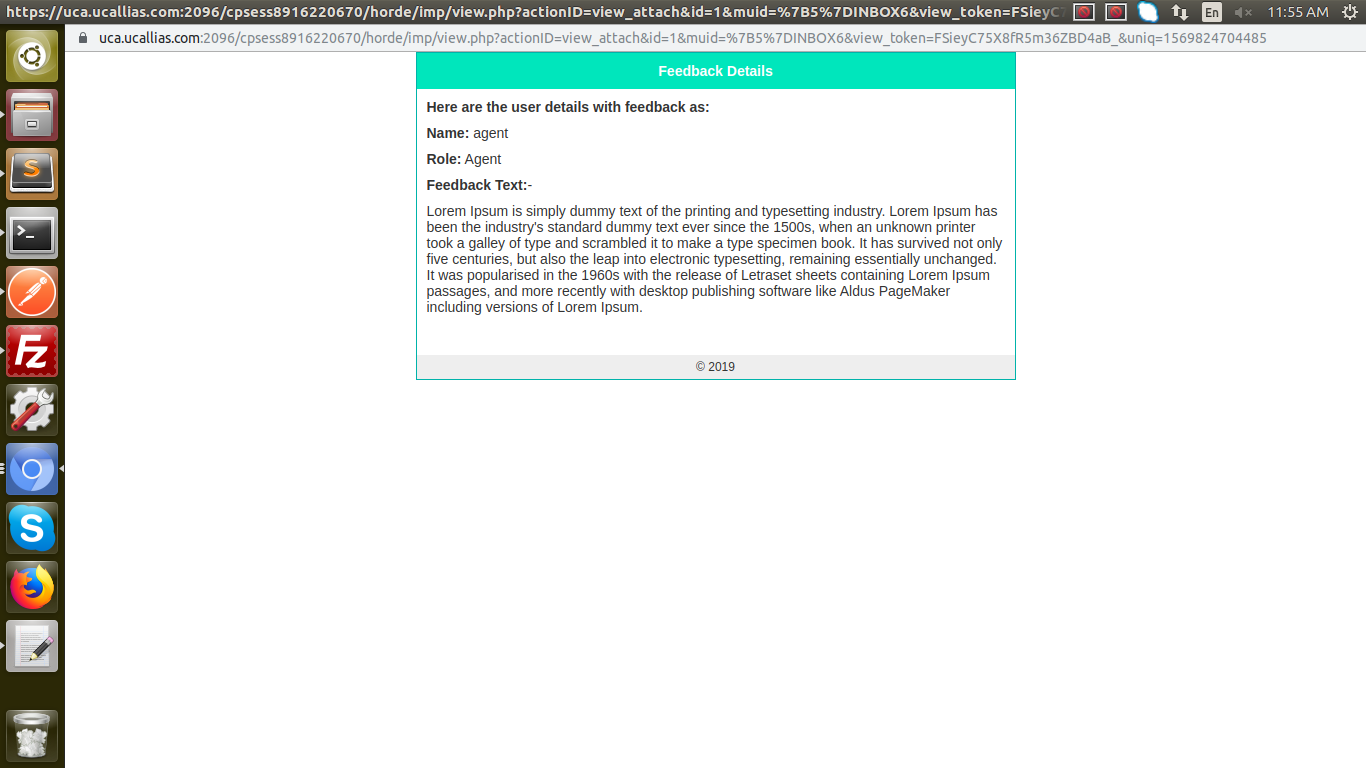 https://uca.ucallias.com:2096/cpsess8916220670/horde/imp/view.php?actionID=view_attach&id=1&muid=%7B5%7DINBOX6&view_token=FSieyC7
En
11:55 AM
uca.ucallias.com:2096/cpsess8916220670/horde/imp/view.php?actionID=view_attach&id=1&muid=%7B5%7DINBOX6&view_token=FSieyC75X8fR5m36ZBD4aB_&uniq=1569824704485
Feedback Details
Here are the user details with feedback as:
Name: agent
Role: Agent
Feedback Text:-
Lorem Ipsum is simply dummy text of the printing and typesetting industry. Lorem Ipsum has
been the industry's standard dummy text ever since the 1500s, when an unknown printer
took a galley of type and scrambled it to make a type specimen book. It has survived not only
five centuries, but also the leap into electronic typesetting, remaining essentially unchanged.
It was popularised in the 1960s with the release of Letraset sheets containing Lorem Ipsum
passages, and more recently with desktop publishing software like Aldus PageMaker
including versions of Lorem Ipsum.
© 2019